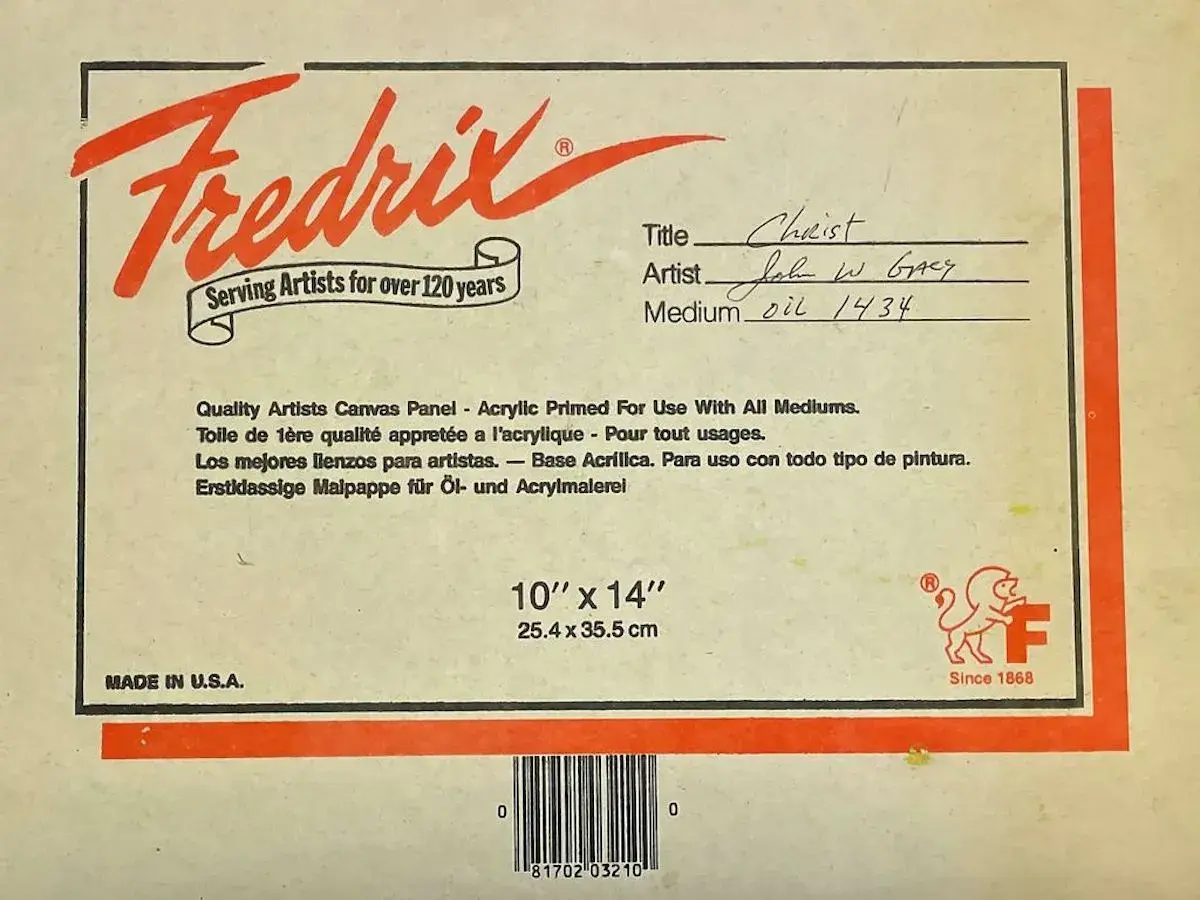 Fredrix®
Serving Artists for over 120 years
Title Christ
Artist John W Gacy
Medium oil 1434
Quality Artists Canvas Panel - Acrylic Primed For Use With All Mediums.
Toile de 1ère qualité appretée a l'acrylique - Pour tout usages.
Los mejores lienzos para artistas. — Base Acrílica. Para uso con todo tipo de pintura.
Erstklassige Malpappe für Öl- und Acrylmalerei
10" x 14"
25.4 x 35.5 cm
® F
Since 1868
MADE IN U.S.A.
0 81702 03210 0